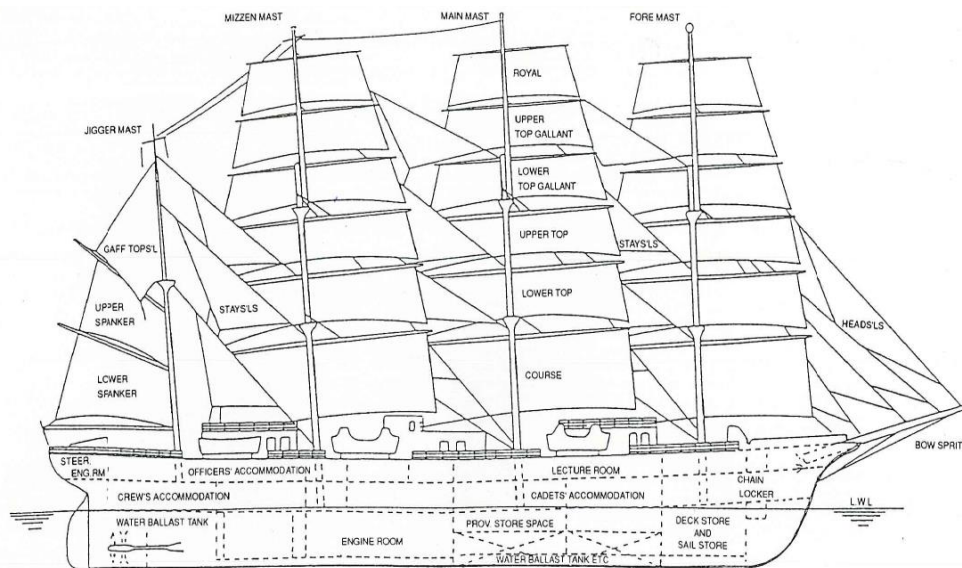 MIZZEN MAST
MAIN MAST
FORE MAST
JIGGER MAST
ROYAL
UPPER
TOP GALLANT
LOWER
TOP GALLANT
GAFF TOPS'L
UPPER TOP
STAYS'LS
UPPER
SPANKER
STAYS'LS
LOWER TOP
HEADS'LS
LOWER
SPANKER
COURSE
BOW SPRIT
STEER.
ENG.RM
OFFICERS' ACCOMMODATION
LECTURE ROOM
CHAIN
LOCKER
CREW'S ACCOMMODATION
CADETS' ACCOMMODATION
L.W.L
WATER BALLAST TANK
PROV. STORE SPACE
DECK STORE
AND
SAIL STORE
ENGINE ROOM
WATER BALLAST TANK ETC